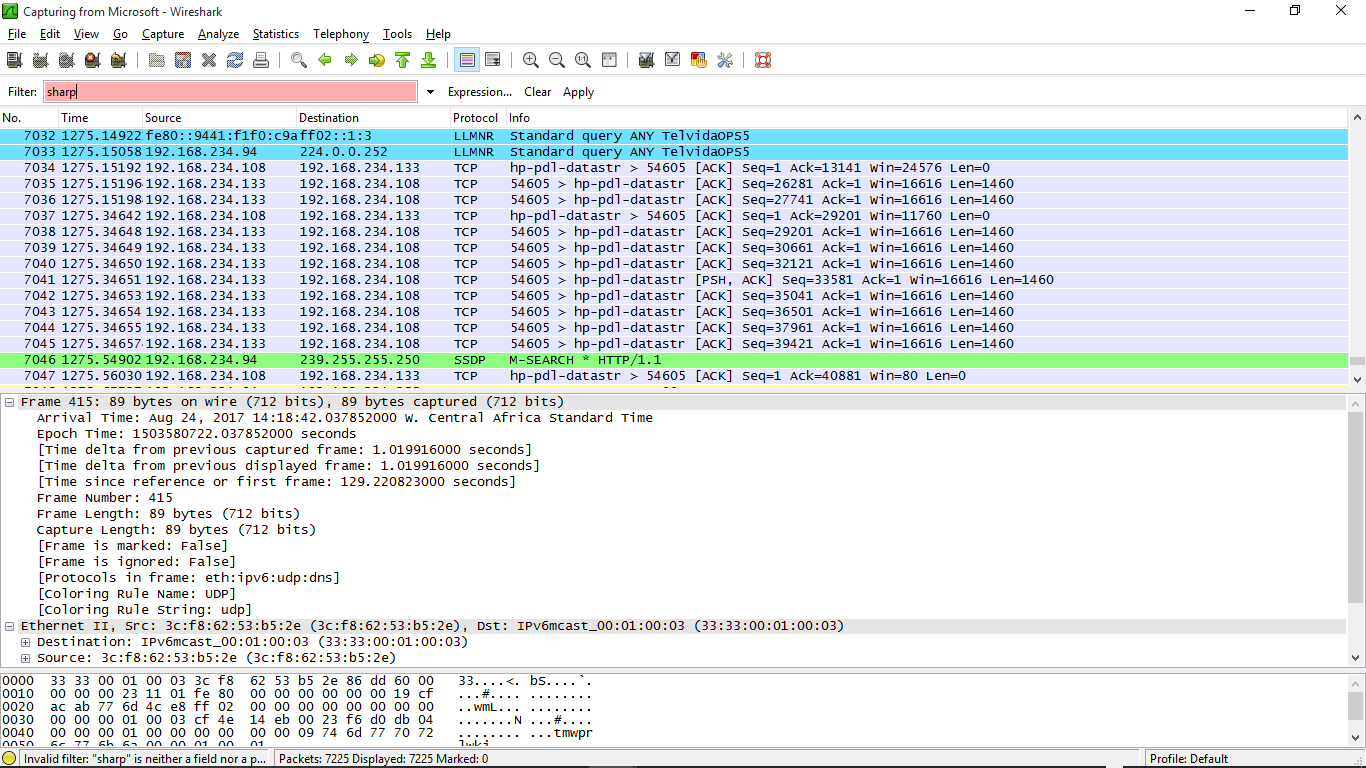 Capturing from Microsoft - Wireshark
File Edit View Go Capture Analyze Statistics Telephony Tools Help
Filter: sharp Expression... Clear Apply
No. Time Source Destination Protocol Info
7032 1275.14922 fe80::9441:f1f0:c9a ff02::1:3 LLMNR Standard query ANY TelvidaOPS5
7033 1275.15058 192.168.234.94 224.0.0.252 LLMNR Standard query ANY TelvidaOPS5
7034 1275.15192 192.168.234.108 192.168.234.133 TCP hp-pdl-datastr > 54605 [ACK] Seq=1 Ack=13141 Win=24576 Len=0
7035 1275.15196 192.168.234.133 192.168.234.108 TCP 54605 > hp-pdl-datastr [ACK] Seq=26281 Ack=1 Win=16616 Len=1460
7036 1275.15198 192.168.234.133 192.168.234.108 TCP 54605 > hp-pdl-datastr [ACK] Seq=27741 Ack=1 Win=16616 Len=1460
7037 1275.34642 192.168.234.108 192.168.234.133 TCP hp-pdl-datastr > 54605 [ACK] Seq=1 Ack=29201 Win=11760 Len=0
7038 1275.34648 192.168.234.133 192.168.234.108 TCP 54605 > hp-pdl-datastr [ACK] Seq=29201 Ack=1 Win=16616 Len=1460
7039 1275.34649 192.168.234.133 192.168.234.108 TCP 54605 > hp-pdl-datastr [ACK] Seq=30661 Ack=1 Win=16616 Len=1460
7040 1275.34650 192.168.234.133 192.168.234.108 TCP 54605 > hp-pdl-datastr [ACK] Seq=32121 Ack=1 Win=16616 Len=1460
7041 1275.34652 192.168.234.133 192.168.234.108 TCP 54605 > hp-pdl-datastr [PSH, ACK] Seq=33581 Ack=1 Win=16616 Len=1460
7042 1275.34653 192.168.234.133 192.168.234.108 TCP 54605 > hp-pdl-datastr [ACK] Seq=35041 Ack=1 Win=16616 Len=1460
7043 1275.34654 192.168.234.133 192.168.234.108 TCP 54605 > hp-pdl-datastr [ACK] Seq=36501 Ack=1 Win=16616 Len=1460
7044 1275.34655 192.168.234.133 192.168.234.108 TCP 54605 > hp-pdl-datastr [ACK] Seq=37961 Ack=1 Win=16616 Len=1460
7045 1275.34657 192.168.234.133 192.168.234.108 TCP 54605 > hp-pdl-datastr [ACK] Seq=39421 Ack=1 Win=16616 Len=1460
7046 1275.54902 192.168.234.94 239.255.255.250 SSDP M-SEARCH * HTTP/1.1
7047 1275.56030 192.168.234.108 192.168.234.133 TCP hp-pdl-datastr > 54605 [ACK] Seq=1 Ack=40881 Win=80 Len=0
Frame 415: 89 bytes on wire (712 bits), 89 bytes captured (712 bits)
Arrival Time: Aug 24, 2017 14:18:42.037852000 W. Central Africa Standard Time
Epoch Time: 1503580722.037852000 seconds
[Time delta from previous captured frame: 1.019916000 seconds]
[Time delta from previous displayed frame: 1.019916000 seconds]
[Time since reference or first frame: 129.220823000 seconds]
Frame Number: 415
Frame Length: 89 bytes (712 bits)
Capture Length: 89 bytes (712 bits)
[Frame is marked: False]
[Frame is ignored: False]
[Protocols in frame: eth:ipv6:udp:dns]
[Coloring Rule Name: UDP]
[Coloring Rule String: udp]
Ethernet II, Src: 3c:f8:62:53:b5:2e (3c:f8:62:53:b5:2e), Dst: IPv6mcast_00:01:00:03 (33:33:00:01:00:03)
Destination: IPv6mcast_00:01:00:03 (33:33:00:01:00:03)
Source: 3c:f8:62:53:b5:2e (3c:f8:62:53:b5:2e)
0000 33 33 00 01 00 03 3c f8 62 53 b5 2e 86 dd 60 00 33....<. bS....`.
0010 00 00 00 23 11 01 fe 80 00 00 00 00 00 00 19 cf ...#.... ........
0020 ac ab 77 6d 4c e8 ff 02 00 00 00 00 00 00 00 00 ..wmL... ........
0030 00 00 00 01 00 03 cf 4e 14 eb 00 23 f6 d0 db 04 .......N ...#....
0040 00 00 00 01 00 00 00 00 00 00 09 74 6d 77 70 72 ........ ...tmwpr
0050 6c 77 6b 6a 00 00 01 00 01 lwkj.
Invalid filter: "sharp" is neither a field nor a p... Packets: 7225 Displayed: 7225 Marked: 0 Profile: Default